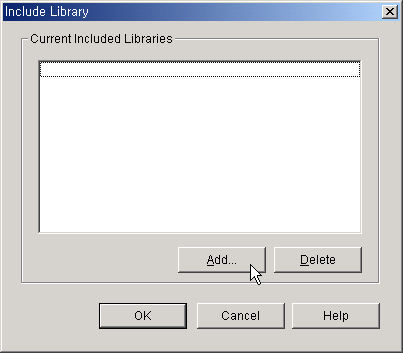 Include Library
Current Included Libraries
Add... Delete
OK Cancel Help